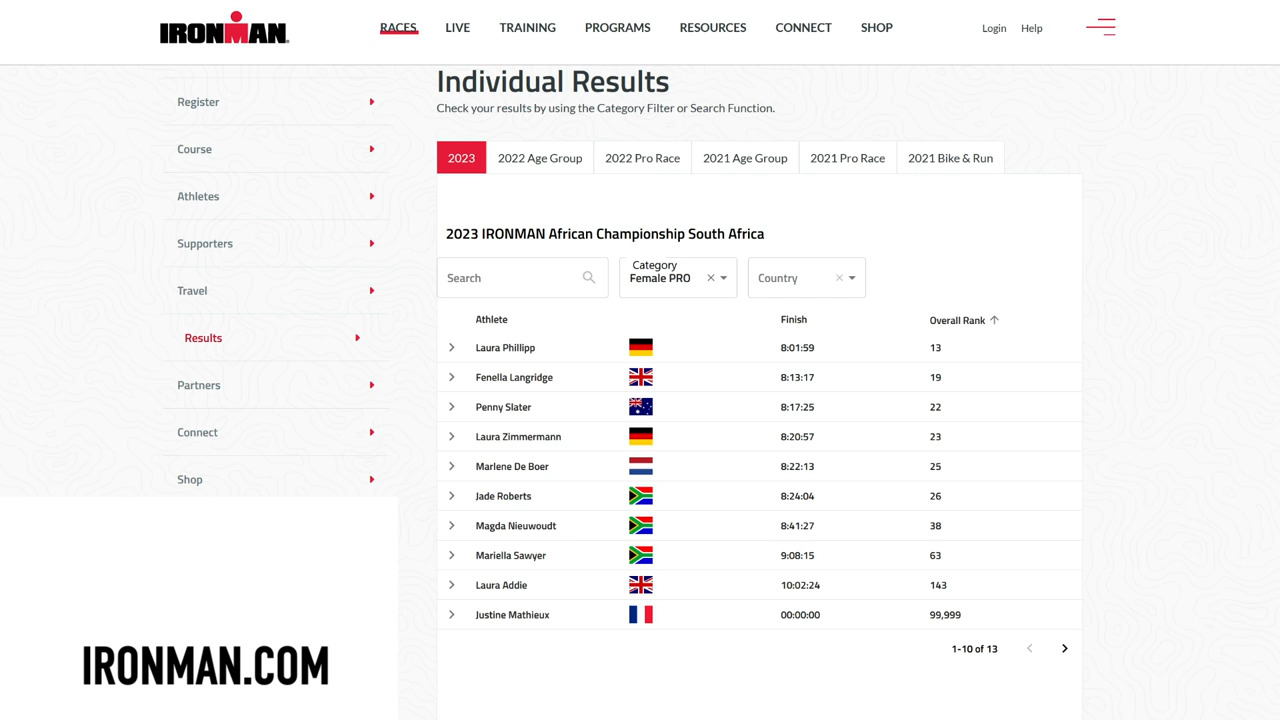 IRONMAN
RACES LIVE TRAINING PROGRAMS RESOURCES CONNECT SHOP Login Help
Register
Course
Athletes
Supporters
Travel
Results
Partners
Connect
Shop
Individual Results
Check your results by using the Category Filter or Search Function.
2023 2022 Age Group 2022 Pro Race 2021 Age Group 2021 Pro Race 2021 Bike & Run
2023 IRONMAN African Championship South Africa
Search Category Female PRO Country
Athlete Finish Overall Rank
Laura Phillipp 8:01:59 13
Fenella Langridge 8:13:17 19
Penny Slater 8:17:25 22
Laura Zimmermann 8:20:57 23
Marlene De Boer 8:22:13 25
Jade Roberts 8:24:04 26
Magda Nieuwoudt 8:41:27 38
Mariella Sawyer 9:08:15 63
Laura Addie 10:02:24 143
Justine Mathieux 00:00:00 99,999
1-10 of 13
IRONMAN.COM